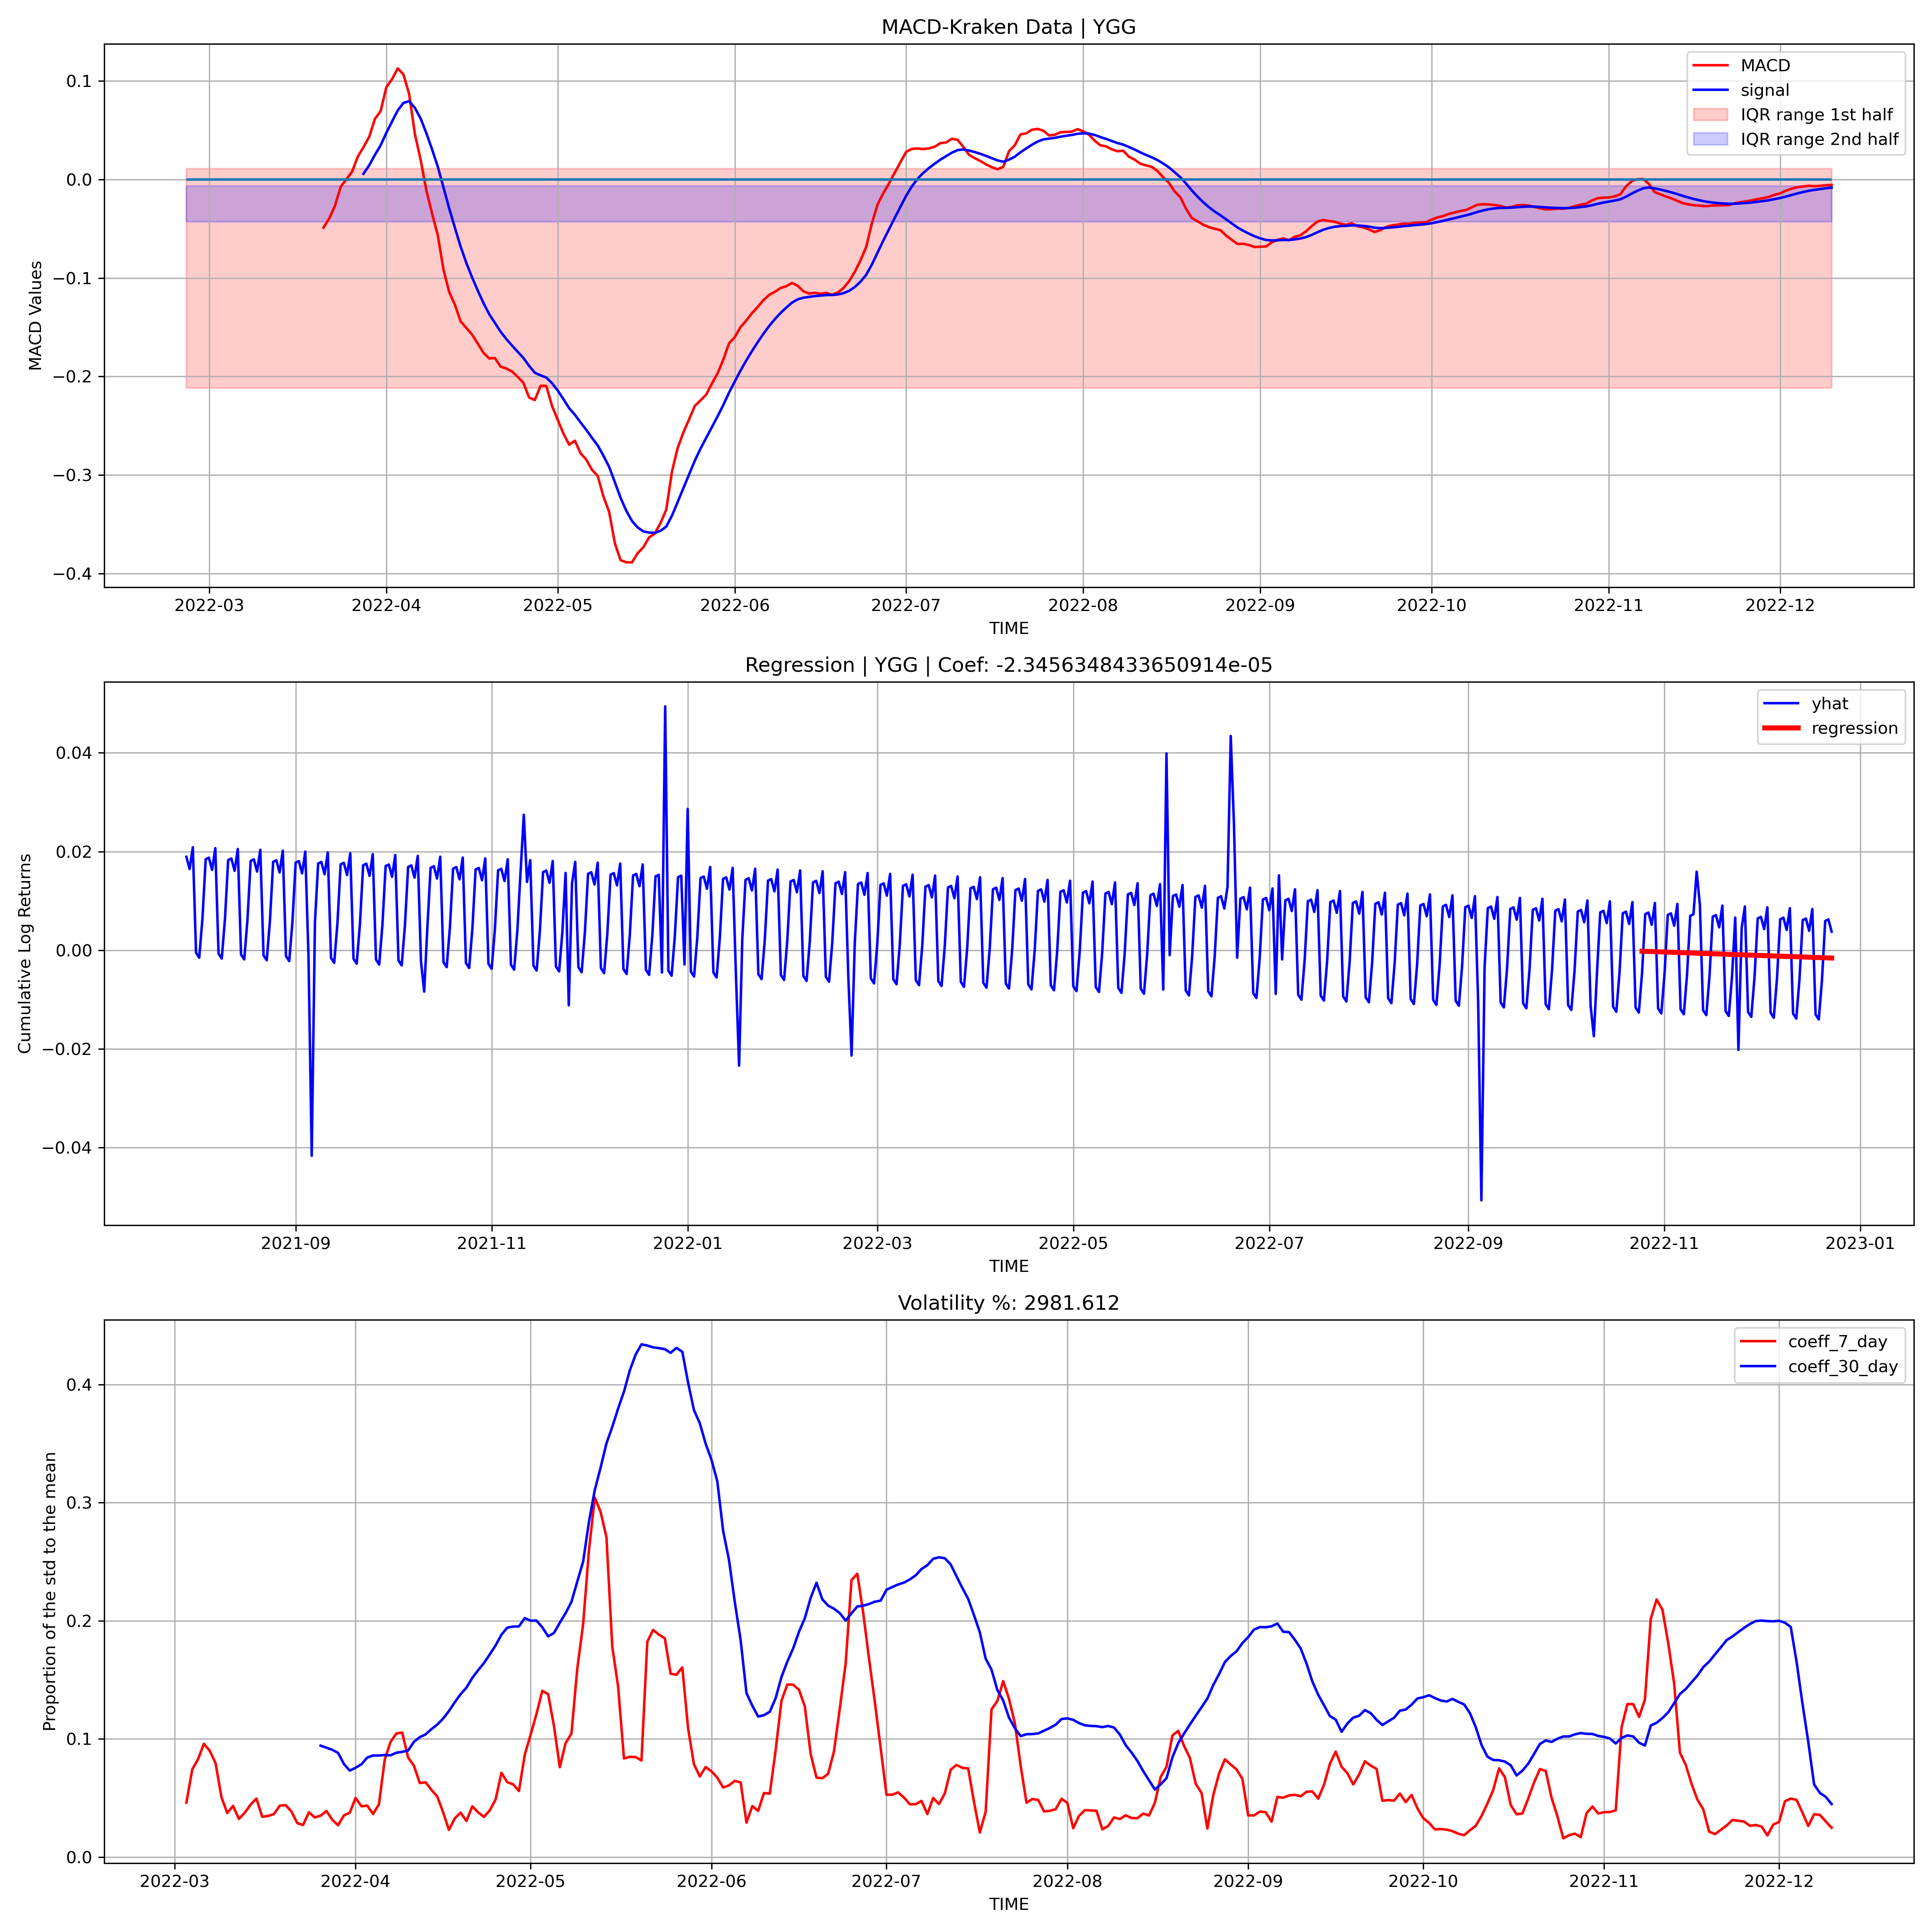 MACD-Kraken Data | YGG
MACD
signal
IQR range 1st half
IQR range 2nd half
MACD Values
0.1
0.0
−0.1
−0.2
−0.3
−0.4
2022-03 2022-04 2022-05 2022-06 2022-07 2022-08 2022-09 2022-10 2022-11 2022-12
TIME
Regression | YGG | Coef: -2.3456348433650914e-05
yhat
regression
Cumulative Log Returns
0.04
0.02
0.00
−0.02
−0.04
2021-09 2021-11 2022-01 2022-03 2022-05 2022-07 2022-09 2022-11 2023-01
TIME
Volatility %: 2981.612
coeff_7_day
coeff_30_day
Proportion of the std to the mean
0.4
0.3
0.2
0.1
0.0
2022-03 2022-04 2022-05 2022-06 2022-07 2022-08 2022-09 2022-10 2022-11 2022-12
TIME